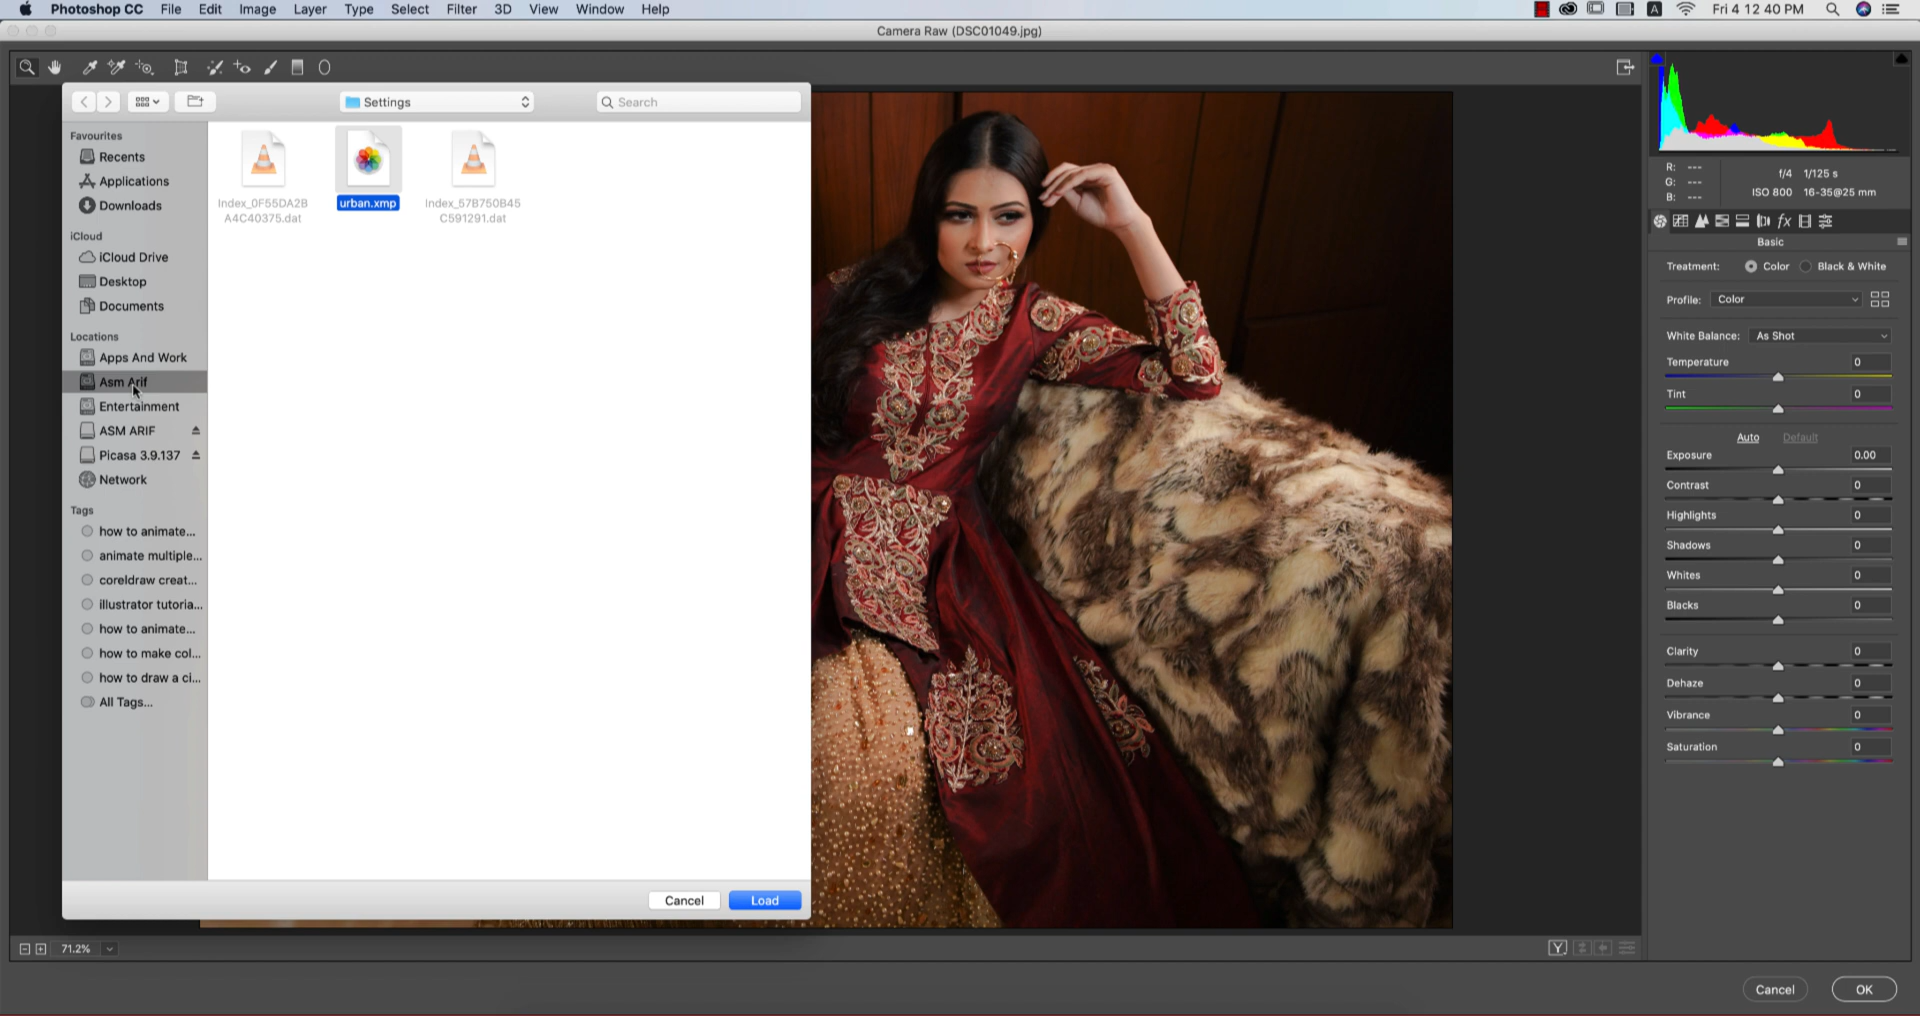 Photoshop CC File Edit Image Layer Type Select Filter 3D View Window Help
A Fri 4 12 40 PM
Camera Raw (DSC01049.jpg)
Settings
Search
Favourites
Recents
Applications
Downloads
iCloud
iCloud Drive
Desktop
Documents
Locations
Apps And Work
Asm Arif
Entertainment
ASM ARIF
Picasa 3.9.137
Network
Tags
how to animate...
animate multiple...
coreldraw creat...
illustrator tutoria...
how to animate...
how to make col...
how to draw a ci...
All Tags...
Index_0F55DA2B
A4C40375.dat
urban.xmp
Index_57B750B45
C591291.dat
Cancel
Load
71.2%
Y
R: ---
G: ---
B: ---
f/4 1/125 s
ISO 800 16-35@25 mm
fx
Basic
Treatment: Color Black & White
Profile: Color
White Balance: As Shot
Temperature 0
Tint 0
Auto Default
Exposure 0.00
Contrast 0
Highlights 0
Shadows 0
Whites 0
Blacks 0
Clarity 0
Dehaze 0
Vibrance 0
Saturation 0
Cancel
OK